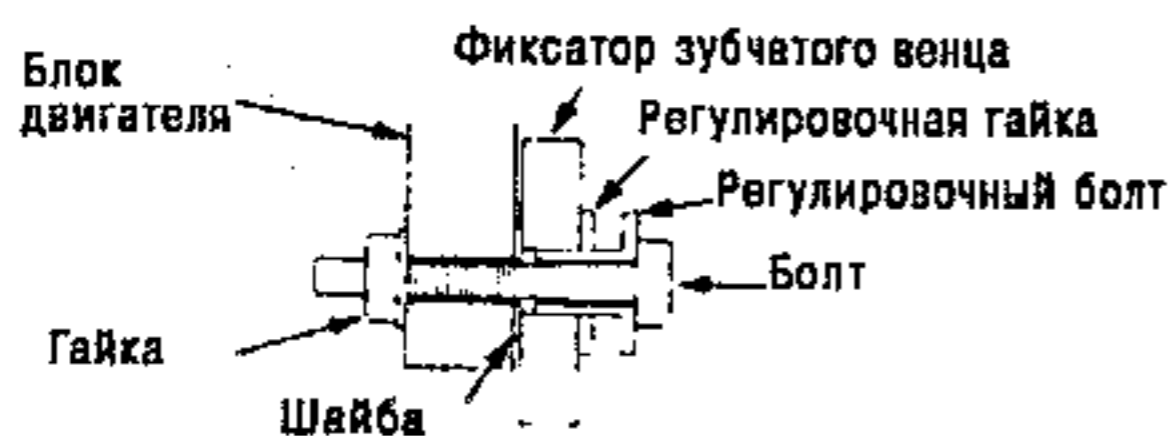 Фиксатор зубчатого венца
Блок
двигателя
Регулировочная гайка
Регулировочный болт
Болт
Гайка
Шайба